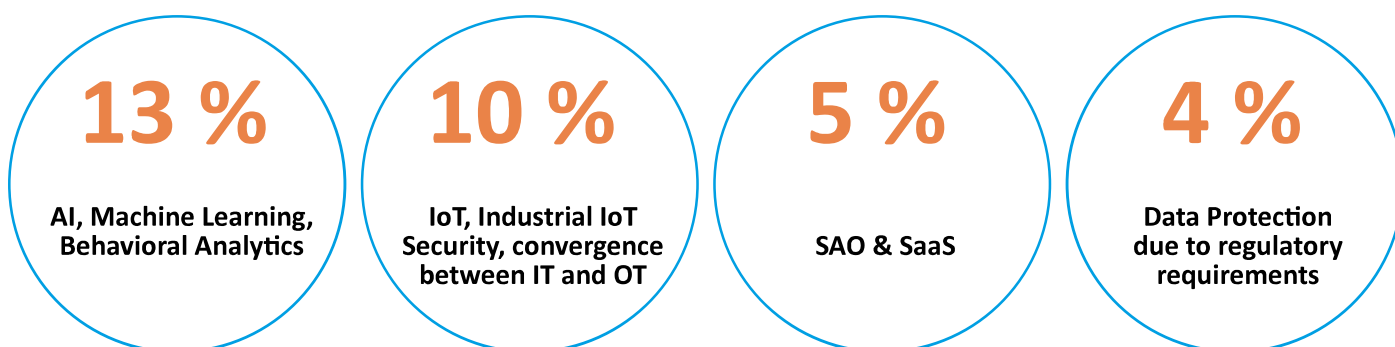 13 %
AI, Machine Learning,
Behavioral Analytics
10 %
IoT, Industrial IoT
Security, convergence
between IT and OT
5 %
SAO & SaaS
4 %
Data Protection
due to regulatory
requirements